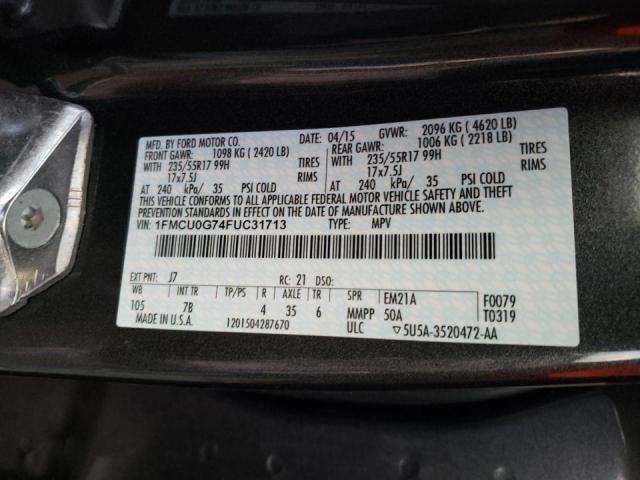 MFD. BY FORD MOTOR CO.
04/15
GVWR: 2096 KG ( 4620 LB)
FRONT GAWR: 1098 KG ( 2420 LB)
REAR GAWR: 1006 KG ( 2218 LB)
235/55R17 99H TIRES
235/55R17 99H TIRES
17x7.5J RIMS
17x7.5J RIMS
AT 240 kPa/ 35 PSI COLD
AT 240 kPa/ 35 PSI COLD
THIS VEHICLE CONFORMS TO ALL APPLICABLE FEDERAL MOTOR VEHICLE SAFETY AND THEFT
PREVENTION STANDARDS IN EFFECT ON THE DATE OF MANUFACTURE SHOWN ABOVE.
VIN: 1FMCU0G74FUC31713
TYPE: MPV
EXT PNT: J7 RC: 21 DSO:
WB INT TR TP/PS R AXLE TR SPR EM21A F0079
105 7B 4 35 6 MMPP 50A T0319
MADE IN U.S.A. 1201504287670 ULC 5U5A-3520472-AA